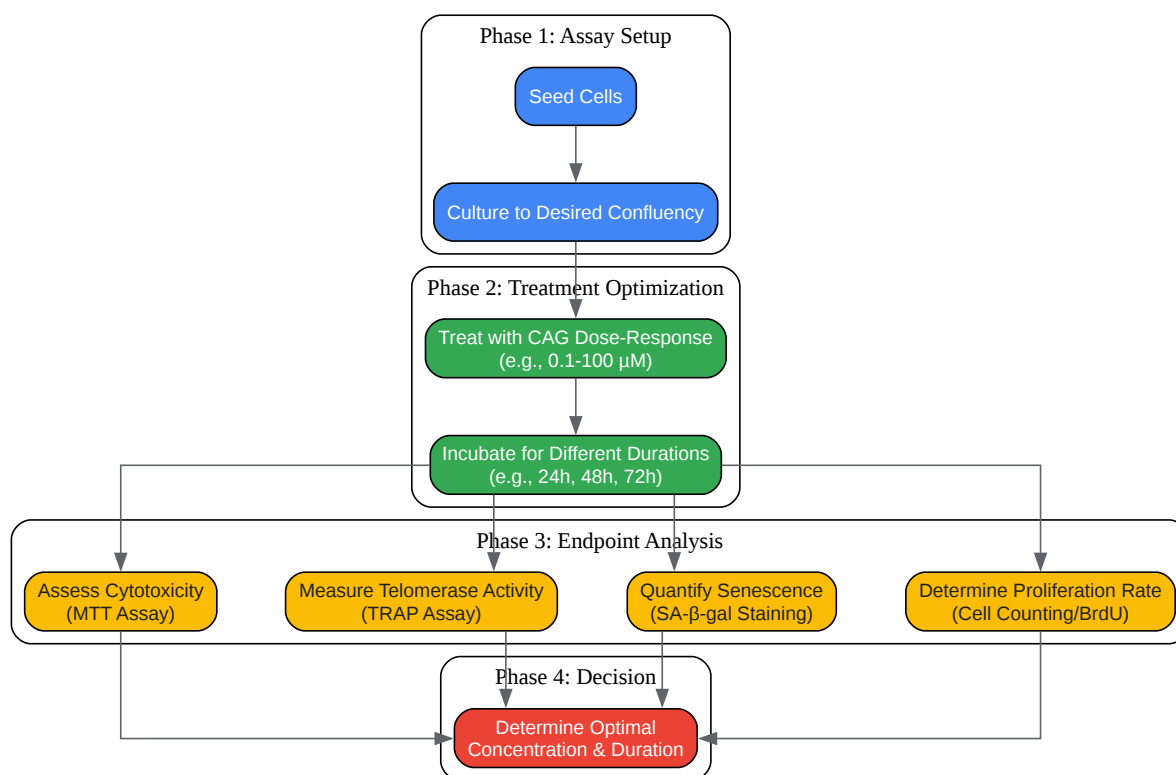 Phase 1: Assay Setup
Seed Cells
Culture to Desired Confluency
Phase 2: Treatment Optimization
Treat with CAG Dose-Response
(e.g., 0.1-100 µM)
Incubate for Different Durations
(e.g., 24h, 48h, 72h)
Phase 3: Endpoint Analysis
Assess Cytotoxicity
(MTT Assay)
Measure Telomerase Activity
(TRAP Assay)
Quantify Senescence
(SA-β-gal Staining)
Determine Proliferation Rate
(Cell Counting/BrdU)
Phase 4: Decision
Determine Optimal
Concentration & Duration